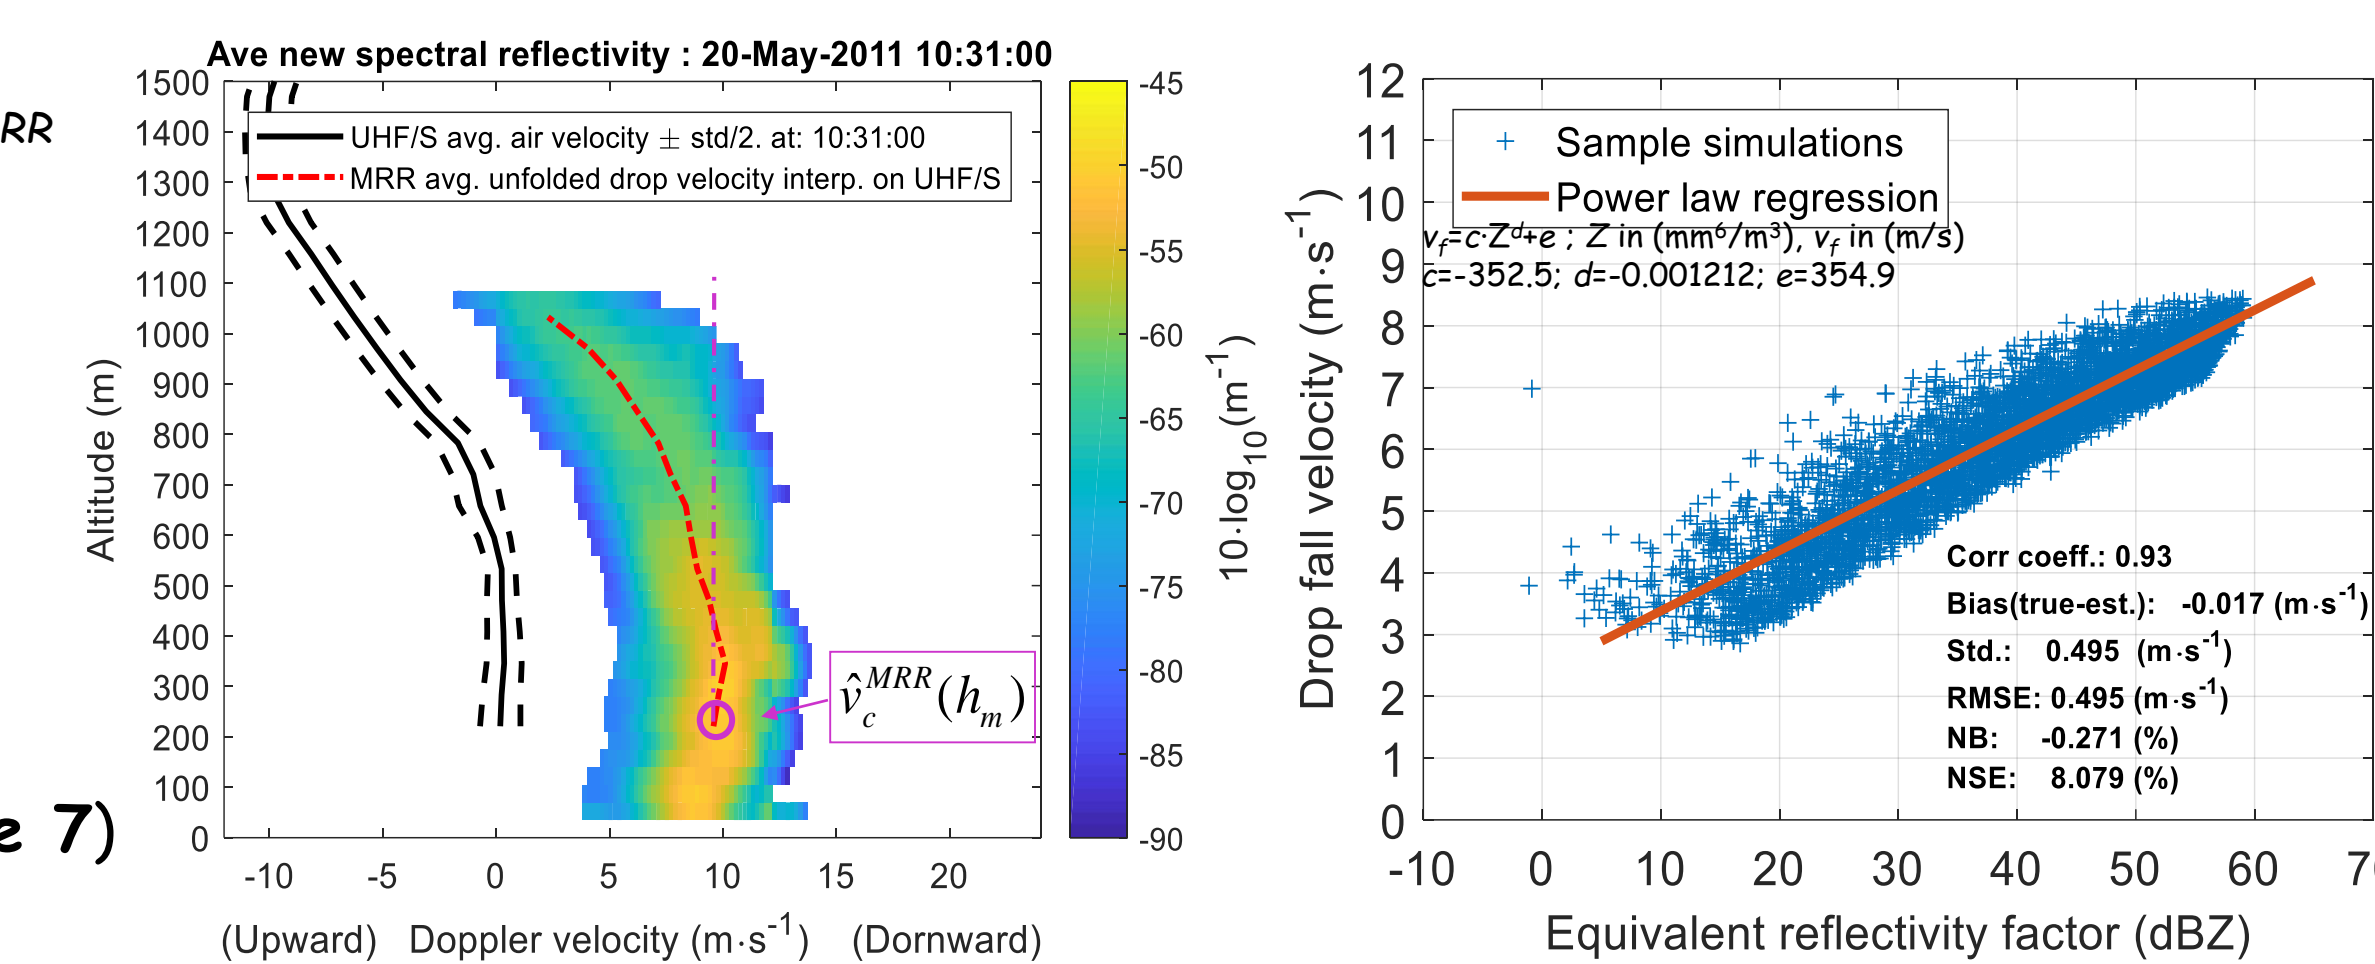 RR
e 7)
Ave new spectral reflectivity : 20-May-2011 10:31:00
UHF/S avg. air velocity ± std/2. at: 10:31:00
MRR avg. unfolded drop velocity interp. on UHF/S
1500
1400
1300
1200
1100
1000
900
800
700
600
500
400
300
200
100
0
Altitude (m)
-10 -5 0 5 10 15 20
(Upward) Doppler velocity (m·s⁻¹) (Dornward)
v̂_c^{MRR}(h_m)
-45
-50
-55
-60
-65
-70
-75
-80
-85
-90
10·log₁₀(m⁻¹)
12
11
10
9
8
7
6
5
4
3
2
1
0
Drop fall velocity (m·s⁻¹)
Sample simulations
Power law regression
v_f=c·Z^d+e ; Z in (mm⁶/m³), v_f in (m/s)
c=-352.5; d=-0.001212; e=354.9
Corr coeff.: 0.93
Bias(true-est.): -0.017 (m·s⁻¹)
Std.: 0.495 (m·s⁻¹)
RMSE: 0.495 (m·s⁻¹)
NB: -0.271 (%)
NSE: 8.079 (%)
-10 0 10 20 30 40 50 60
Equivalent reflectivity factor (dBZ)